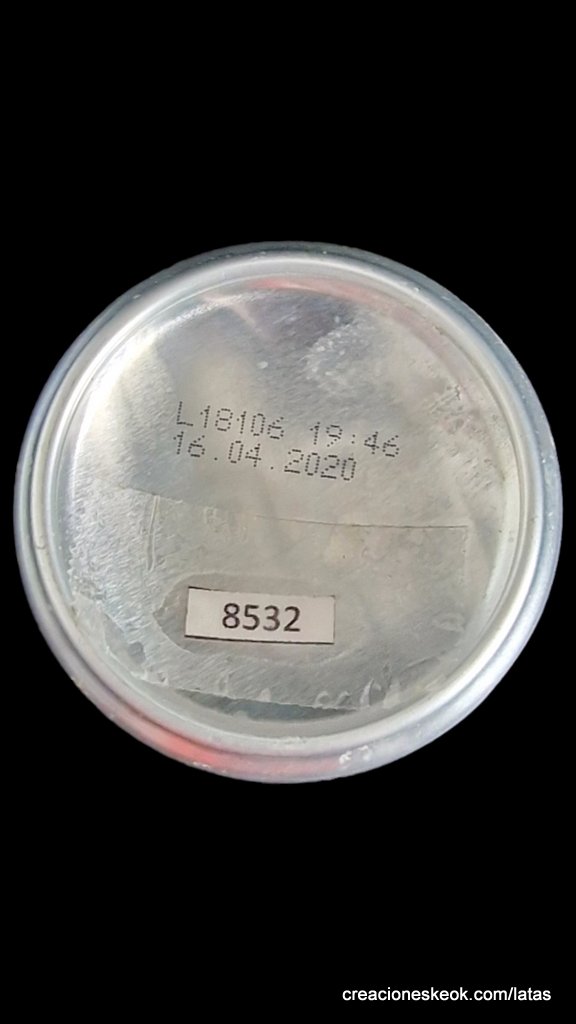 L18106 19:46
16.04.2020
8532
creacioneskeok.com/latas